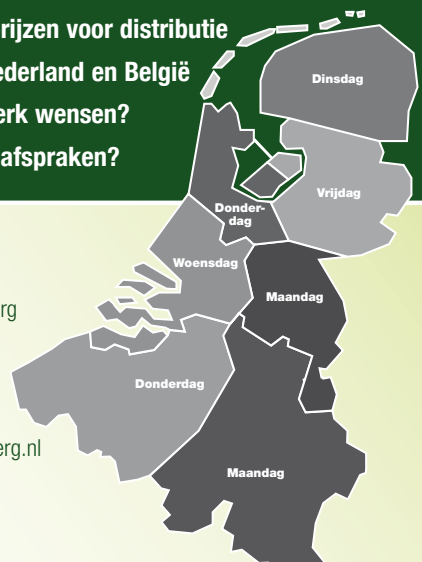 rijzen voor distributie
ederland en België
erk wensen?
afspraken?
Dinsdag
Vrijdag
Donder-
dag
Woensdag
Maandag
rg
Donderdag
erg.nl
Maandag